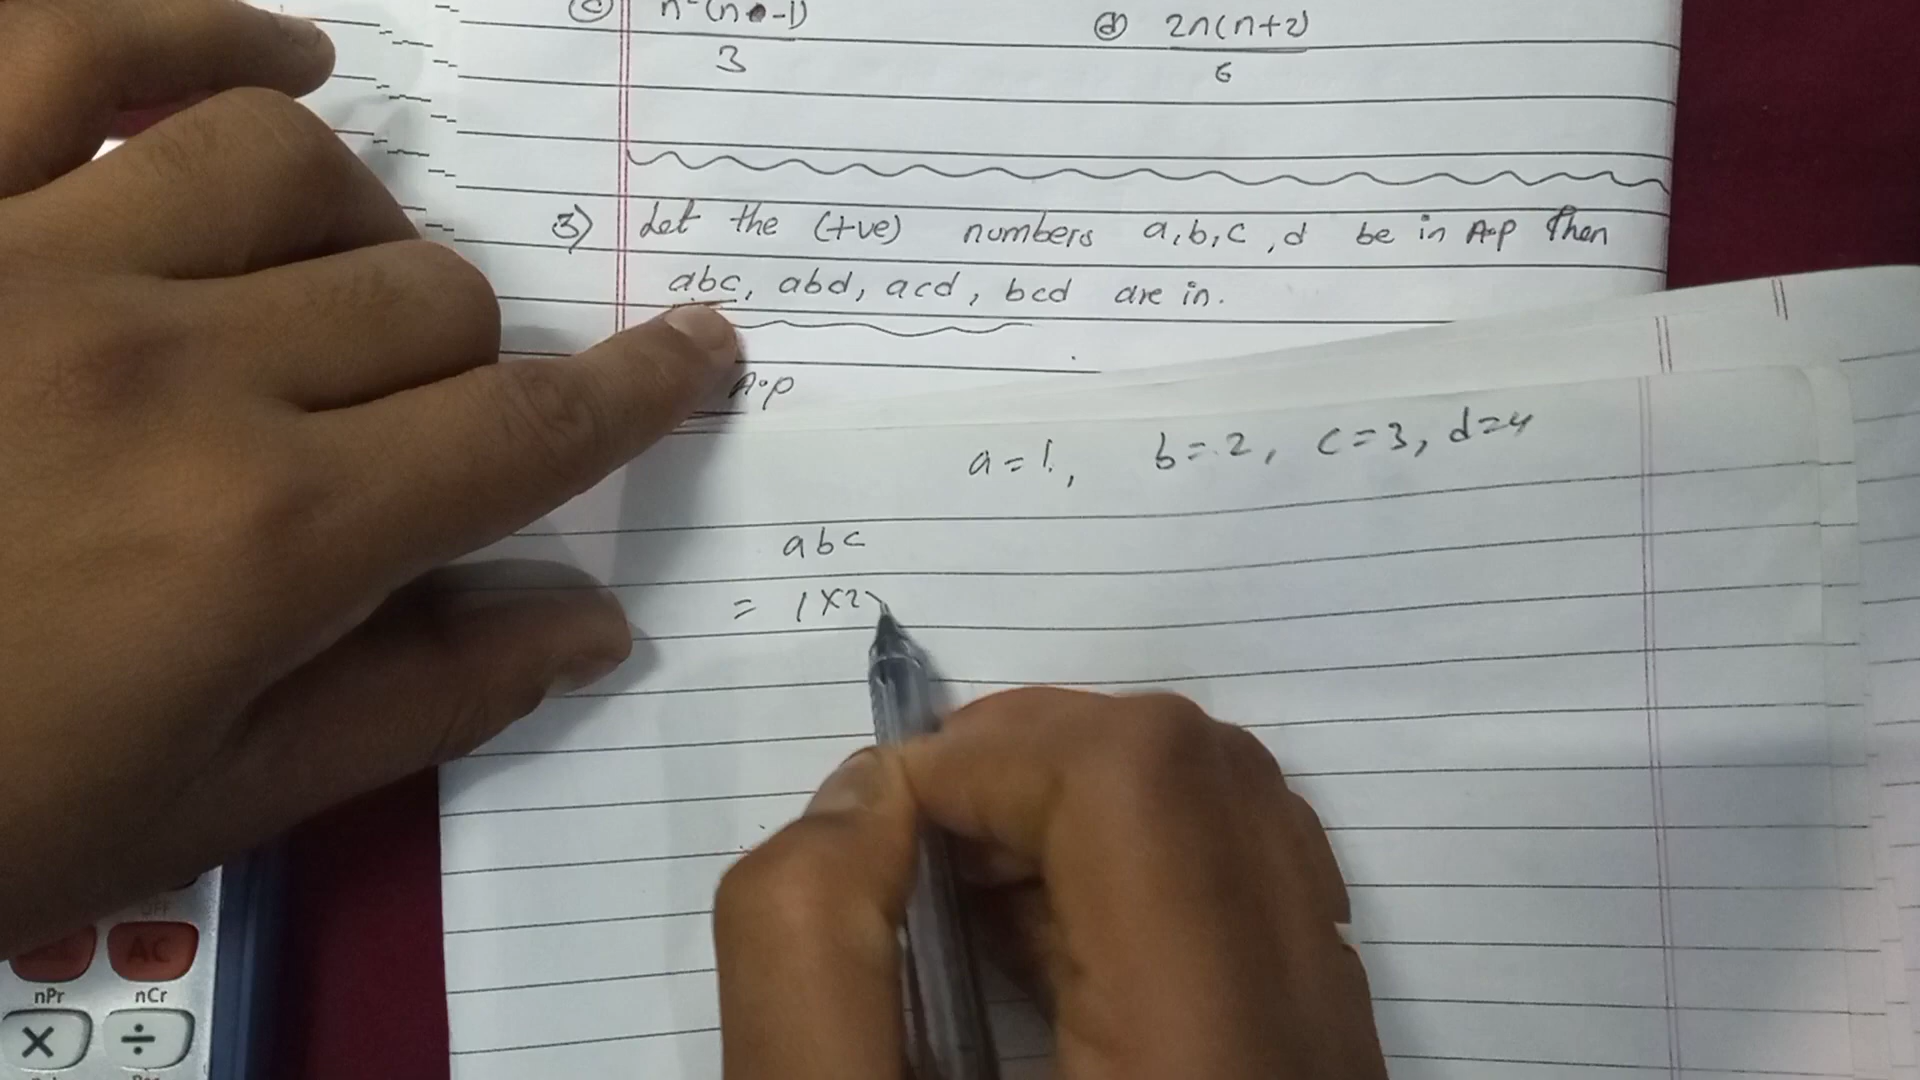 (c) (n-1) (d) 2n(n+2)
3 6
3) Let the (+ve) numbers a,b,c,d be in A.p Then
abc, abd, acd, bcd are in.
A.p
a=1, b=2, c=3, d=4
abc
= 1×2
AC
nPr nCr
× ÷